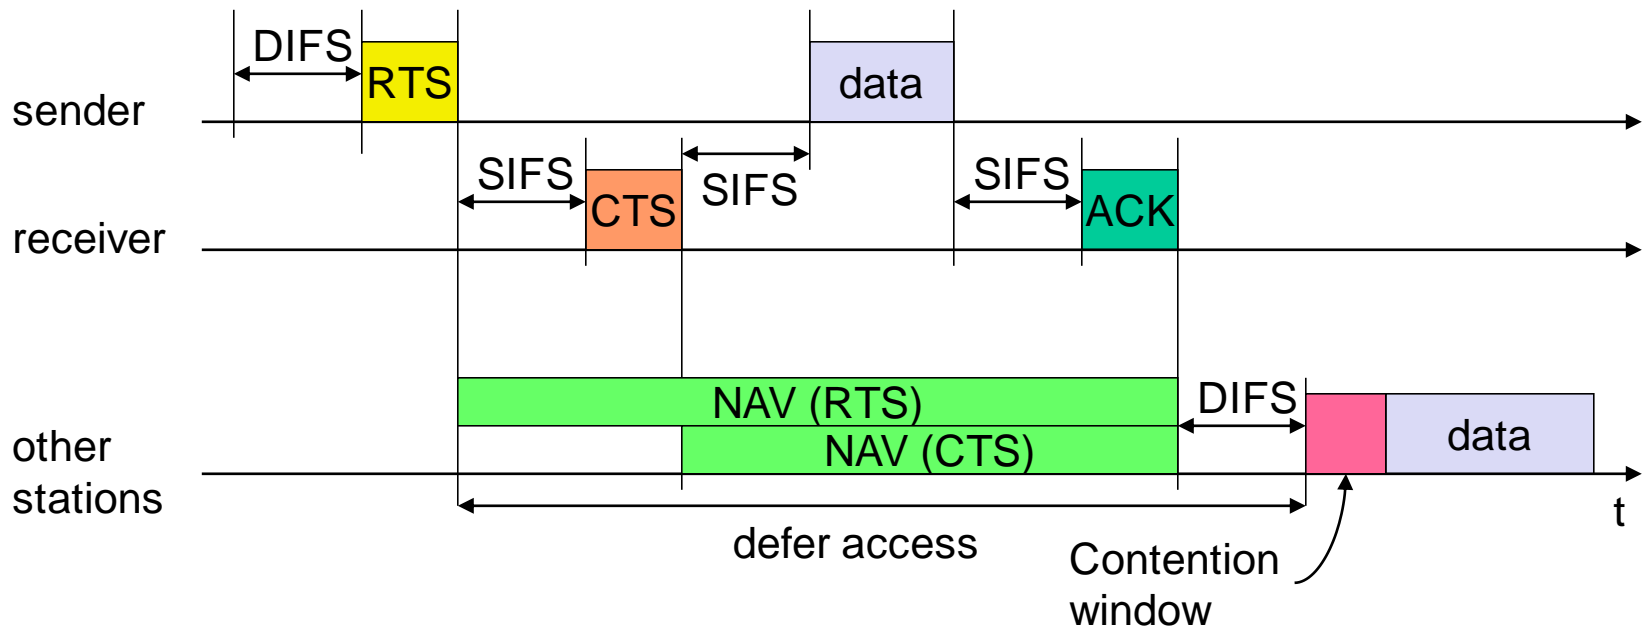 DIFS
RTS
data
sender
SIFS
CTS
SIFS
SIFS
ACK
receiver
NAV (RTS)
DIFS
NAV (CTS)
data
other
stations
t
defer access
Contention
window